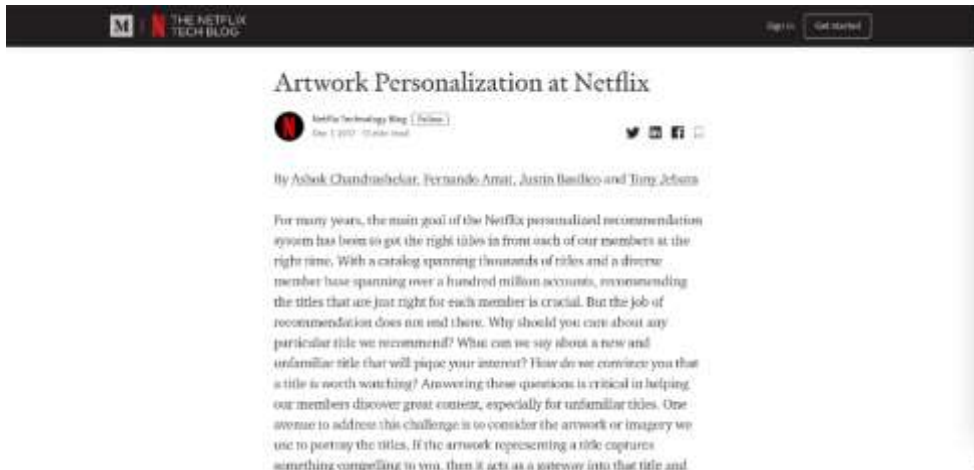 M
THE NETFLIX
TECH BLOG
Sign in
Get started
Artwork Personalization at Netflix
N
Netflix Technology Blog Follow
Dec 7, 2017 · 13 min read
By Ashok Chandrashekar, Fernando Amat, Justin Basilico and Tony Jebara
For many years, the main goal of the Netflix personalized recommendation
system has been to get the right titles in front each of our members at the
right time. With a catalog spanning thousands of titles and a diverse
member base spanning over a hundred million accounts, recommending
the titles that are just right for each member is crucial. But the job of
recommendation does not end there. Why should you care about any
particular title we recommend? What can we say about a new and
unfamiliar title that will pique your interest? How do we convince you that
a title is worth watching? Answering these questions is critical in helping
our members discover great content, especially for unfamiliar titles. One
avenue to address this challenge is to consider the artwork or imagery we
use to portray the titles. If the artwork representing a title captures
something compelling to you, then it acts as a gateway into that title and